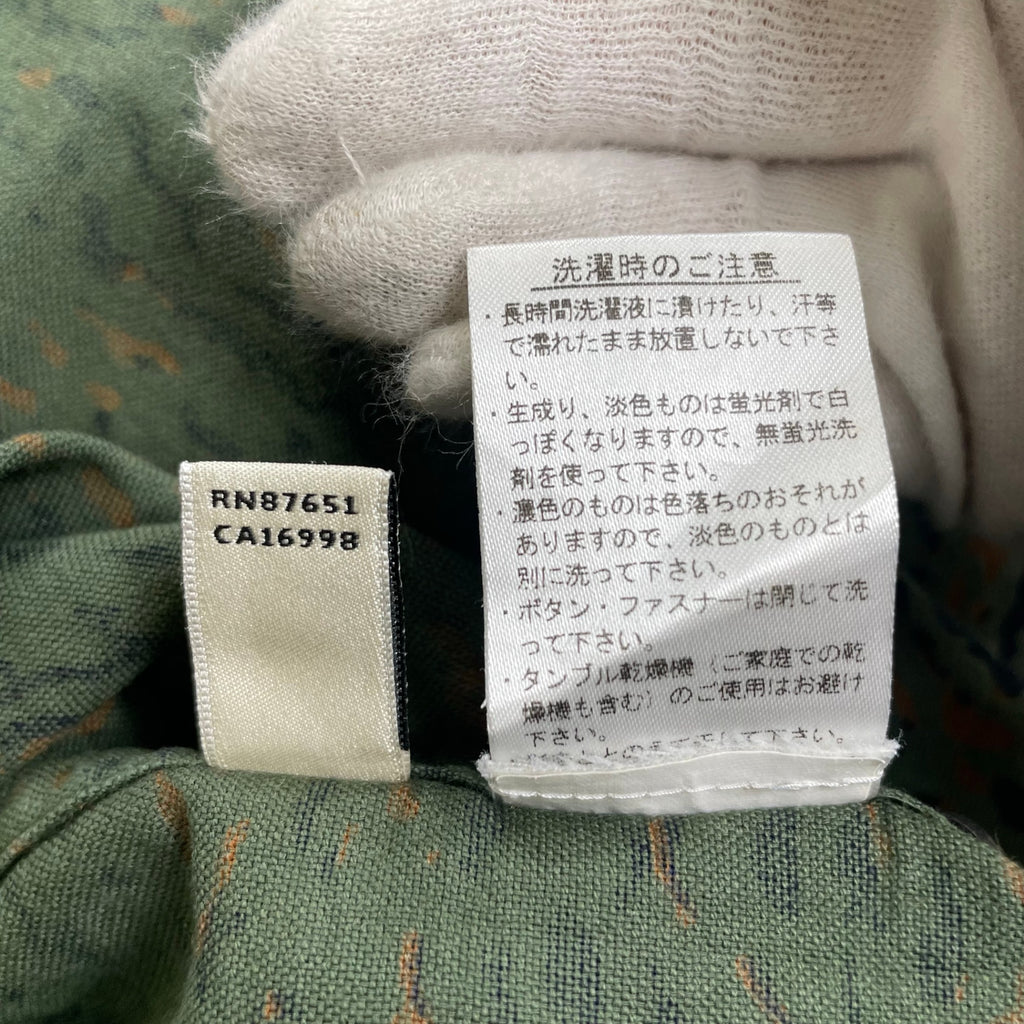 RN87651
CA16998
洗濯時のご注意
・長時間洗濯液に漬けたり、汗等
で濡れたまま放置しないで下さ
い。
・生成り、淡色ものは蛍光剤で白
っぽくなりますので、無蛍光洗
剤を使って下さい。
・濃色のものは色落ちのおそれが
ありますので、淡色のものとは
別に洗って下さい。
・ボタン・ファスナーは閉じて洗
って下さい。
・タンブル乾燥機（ご家庭での乾
燥機も含む）のご使用はお避け
下さい。